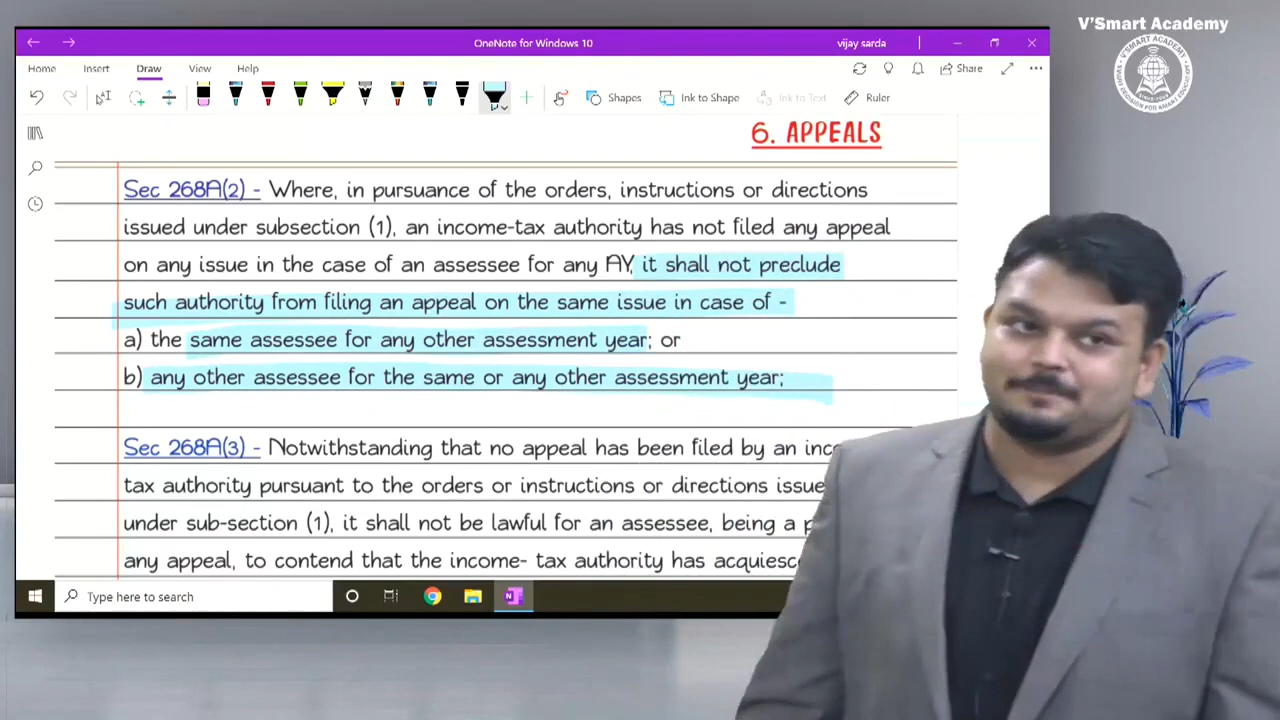 V'Smart Academy
OneNote for Windows 10
vijay sarda
Home Insert Draw View Help
Share
Shapes Ink to Shape Ink to Text Ruler
6. APPEALS
Sec 268A(2) - Where, in pursuance of the orders, instructions or directions
issued under subsection (1), an income-tax authority has not filed any appeal
on any issue in the case of an assessee for any AY, it shall not preclude
such authority from filing an appeal on the same issue in case of -
a) the same assessee for any other assessment year; or
b) any other assessee for the same or any other assessment year;
Sec 268A(3) - Notwithstanding that no appeal has been filed by an
tax authority pursuant to the orders or instructions or directions
under sub-section (1), it shall not be lawful for an assessee, being a
any appeal, to contend that the income- tax authority has
Type here to search